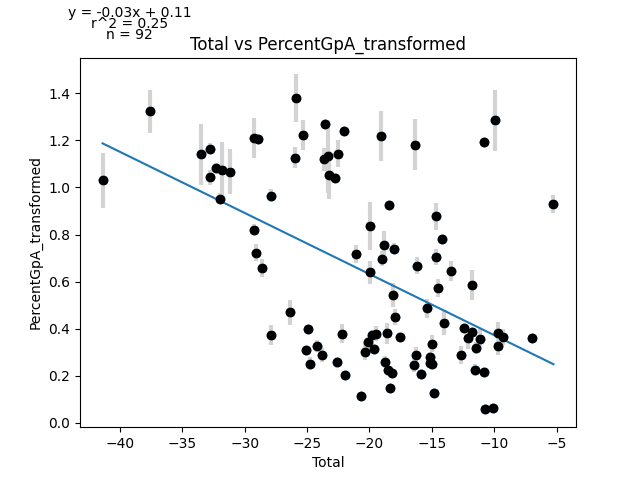 y = -0.03x + 0.11
r^2 = 0.25
n = 92
Total vs PercentGpA_transformed
PercentGpA_transformed
1.4
1.2
1.0
0.8
0.6
0.4
0.2
0.0
−40 −35 −30 −25 −20 −15 −10 −5
Total